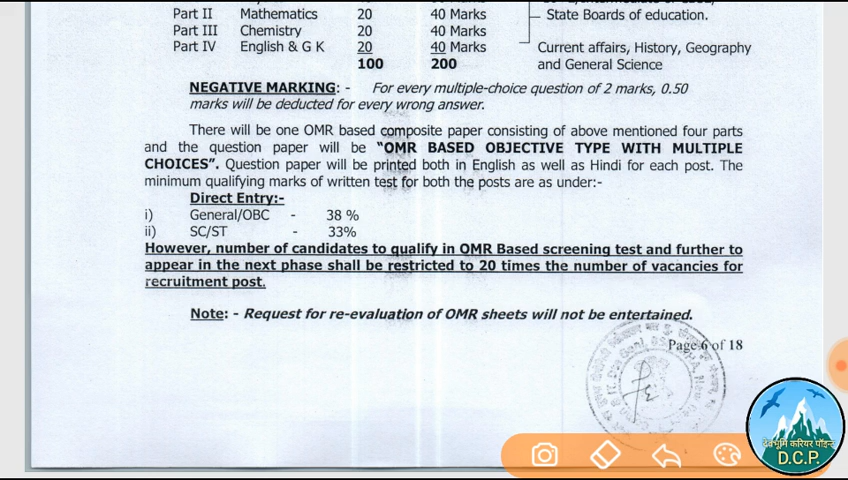 Part II Mathematics 20 40 Marks State Boards of education.
Part III Chemistry 20 40 Marks
Part IV English & G K 20 40 Marks Current affairs, History, Geography
100 200 and General Science
NEGATIVE MARKING: - For every multiple-choice question of 2 marks, 0.50
marks will be deducted for every wrong answer.
There will be one OMR based composite paper consisting of above mentioned four parts
and the question paper will be “OMR BASED OBJECTIVE TYPE WITH MULTIPLE
CHOICES”. Question paper will be printed both in English as well as Hindi for each post. The
minimum qualifying marks of written test for both the posts are as under:-
Direct Entry:-
i) General/OBC - 38 %
ii) SC/ST - 33%
However, number of candidates to qualify in OMR Based screening test and further to
appear in the next phase shall be restricted to 20 times the number of vacancies for
recruitment post.
Note: - Request for re-evaluation of OMR sheets will not be entertained.
Page 6 of 18
देवभूमि करियर पॉइन्ट
D.C.P.